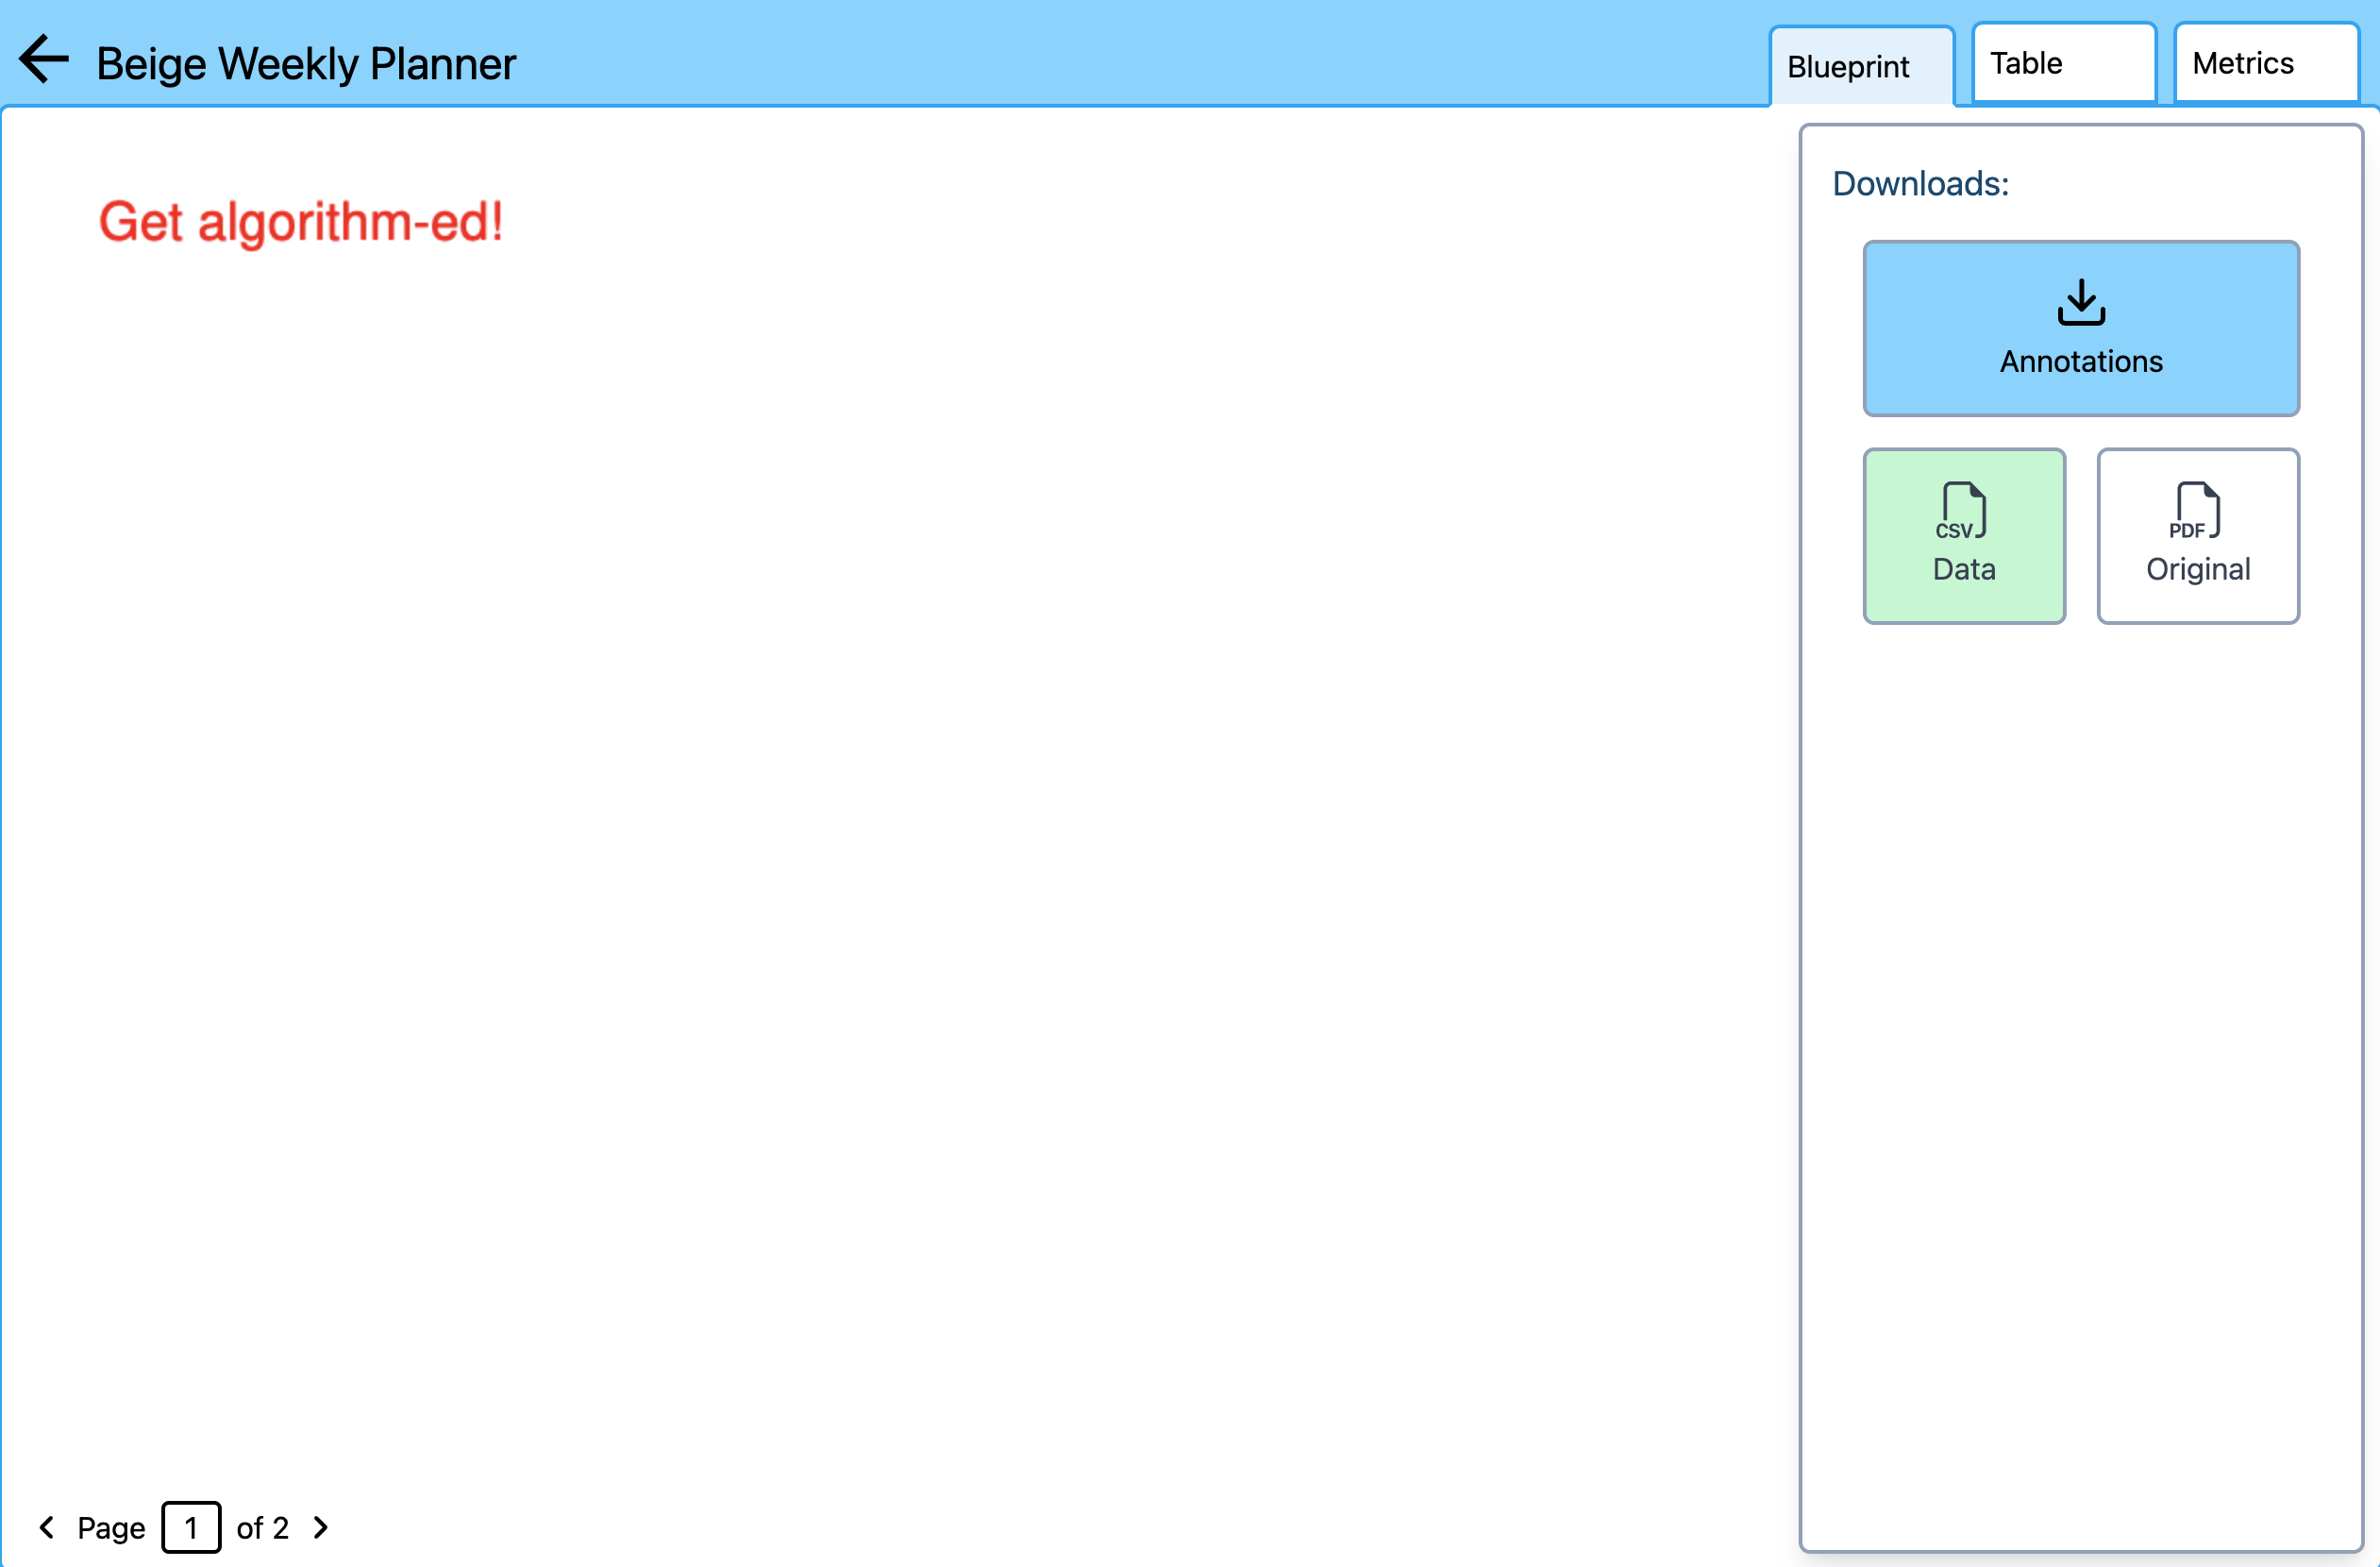 Beige Weekly Planner
Blueprint
Table
Metrics
Get algorithm-ed!
Downloads:
Annotations
CSV
Data
PDF
Original
Page 1 of 2